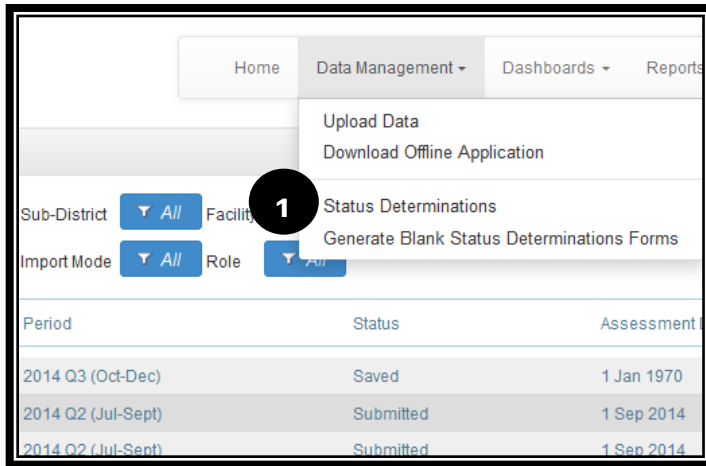 Home Data Management Dashboards Reports
Upload Data
Download Offline Application
1 Status Determinations
Generate Blank Status Determinations Forms
Sub-District All Facility
Import Mode All Role All
Period Status Assessment
2014 Q3 (Oct-Dec) Saved 1 Jan 1970
2014 Q2 (Jul-Sept) Submitted 1 Sep 2014
2014 Q2 (Jul-Sept) Submitted 1 Sep 2014